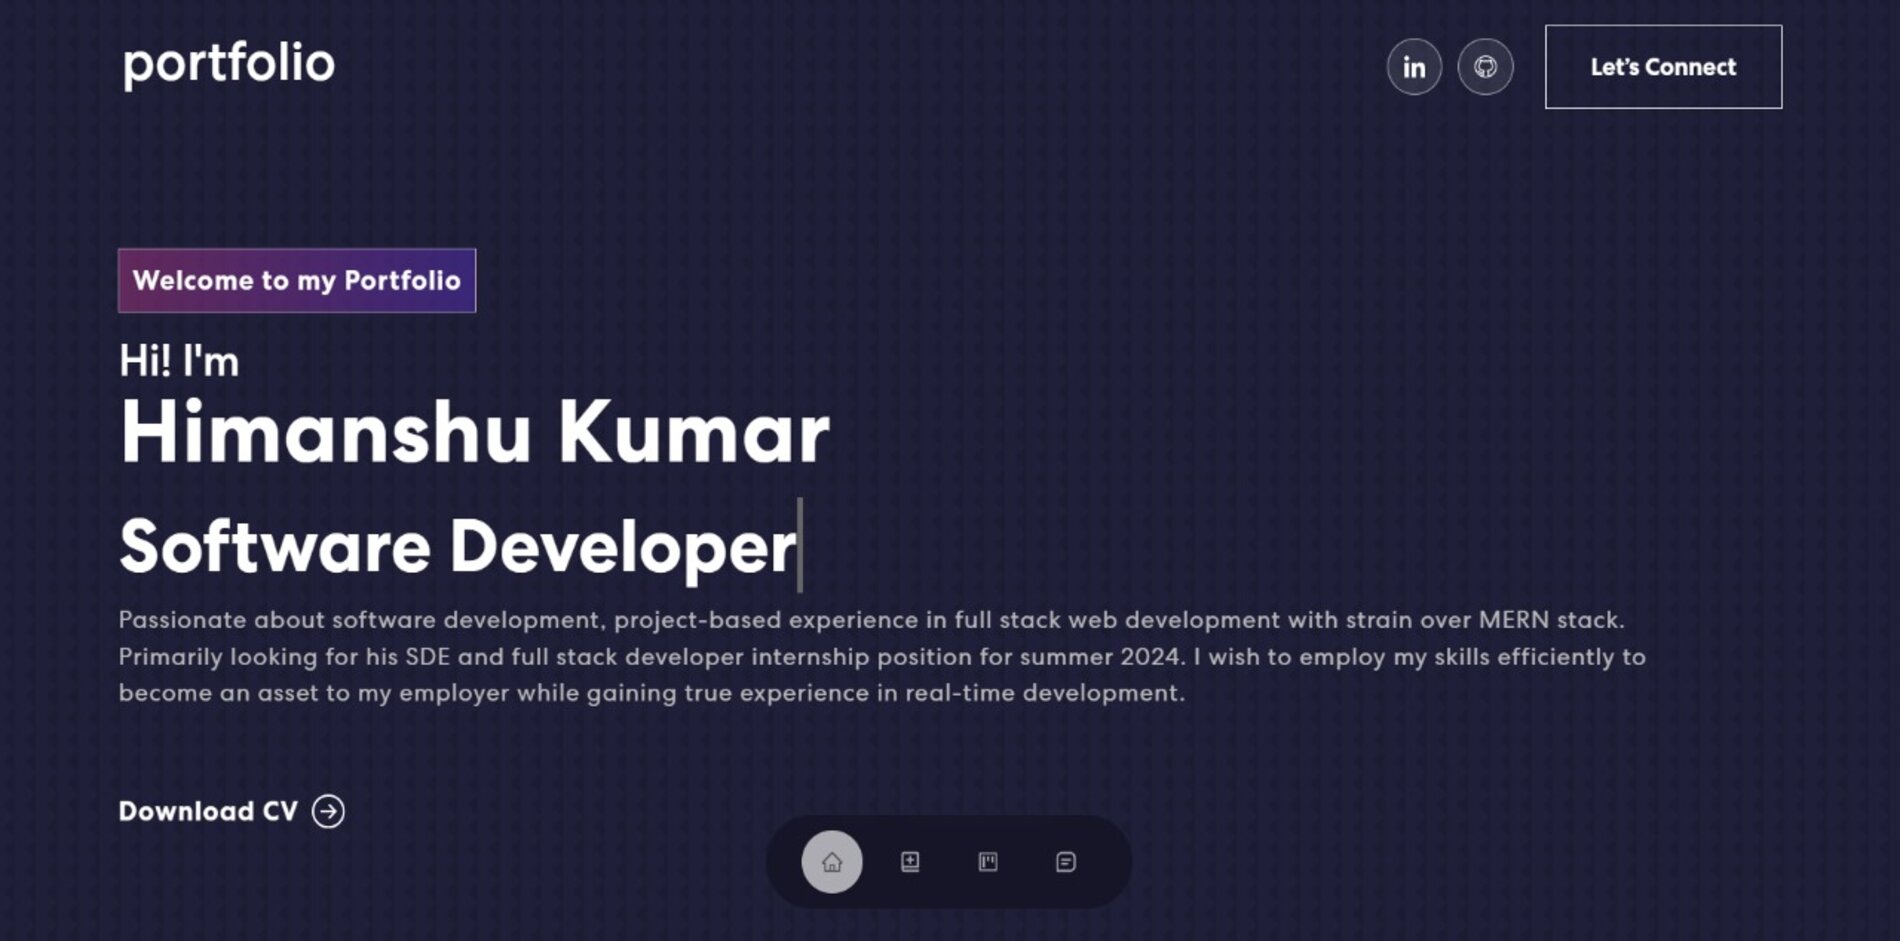 portfolio
in
Let's Connect
Welcome to my Portfolio
Hi! I'm
Himanshu Kumar
Software Developer
Passionate about software development, project-based experience in full stack web development with strain over MERN stack.
Primarily looking for his SDE and full stack developer internship position for summer 2024. I wish to employ my skills efficiently to
become an asset to my employer while gaining true experience in real-time development.
Download CV